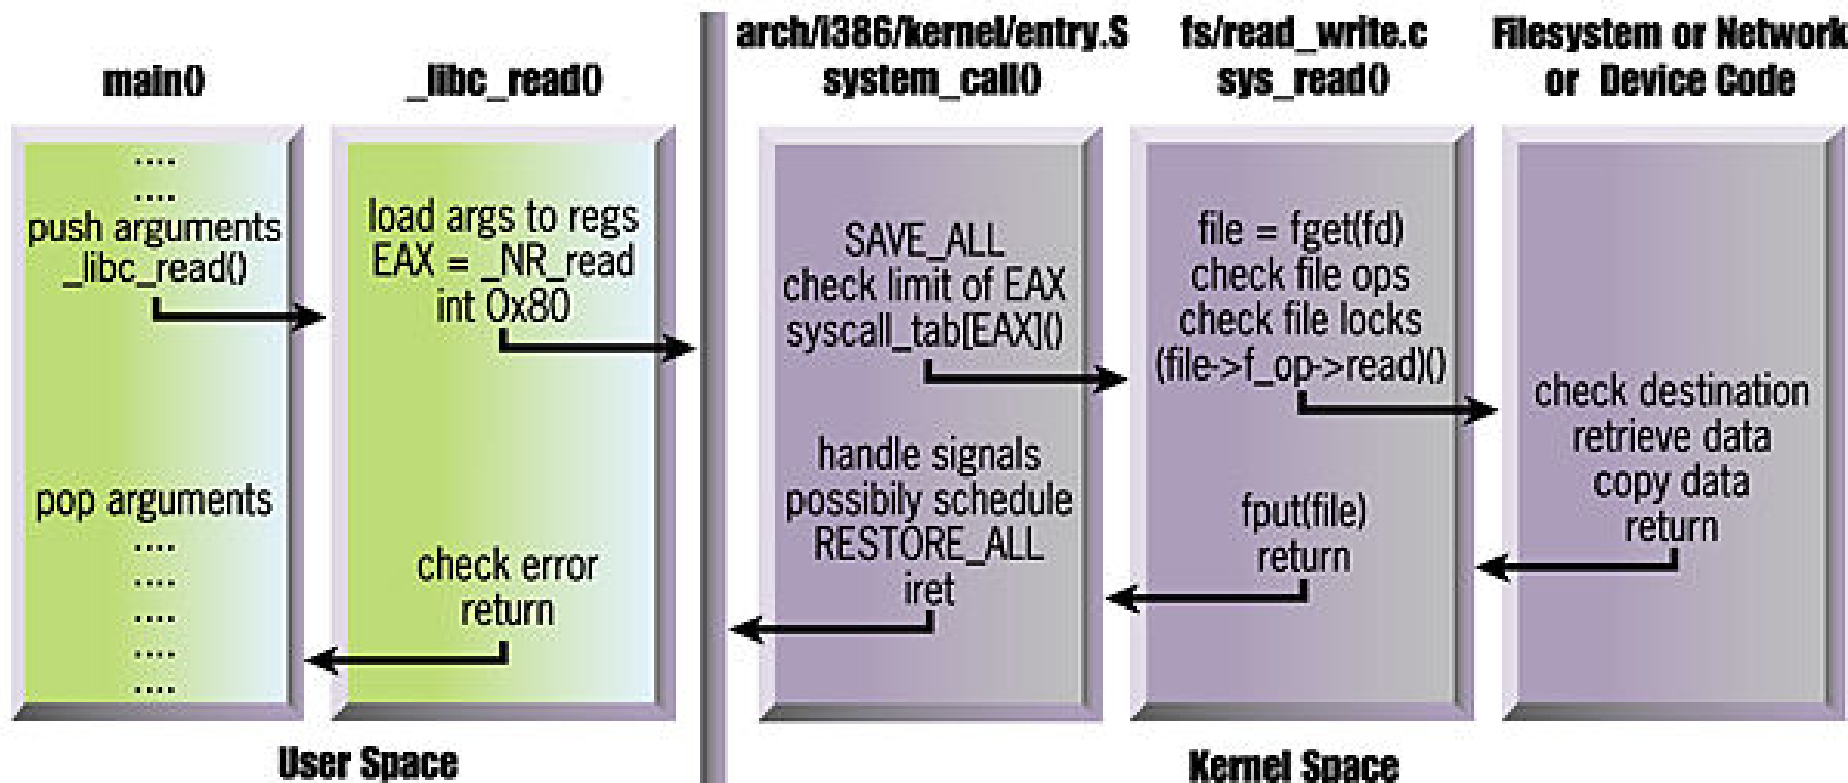 main()
....
....
push arguments
_libc_read()
pop arguments
....
....
....
....
....
_libc_read()
load args to regs
EAX = _NR_read
int 0x80
check error
return
User Space
arch/i386/kernel/entry.S
system_call()
SAVE_ALL
check limit of EAX
syscall_tab[EAX]()
handle signals
possibily schedule
RESTORE_ALL
iret
fs/read_write.c
sys_read()
file = fget(fd)
check file ops
check file locks
(file->f_op->read)()
fput(file)
return
Filesystem or Network
or Device Code
check destination
retrieve data
copy data
return
Kernel Space